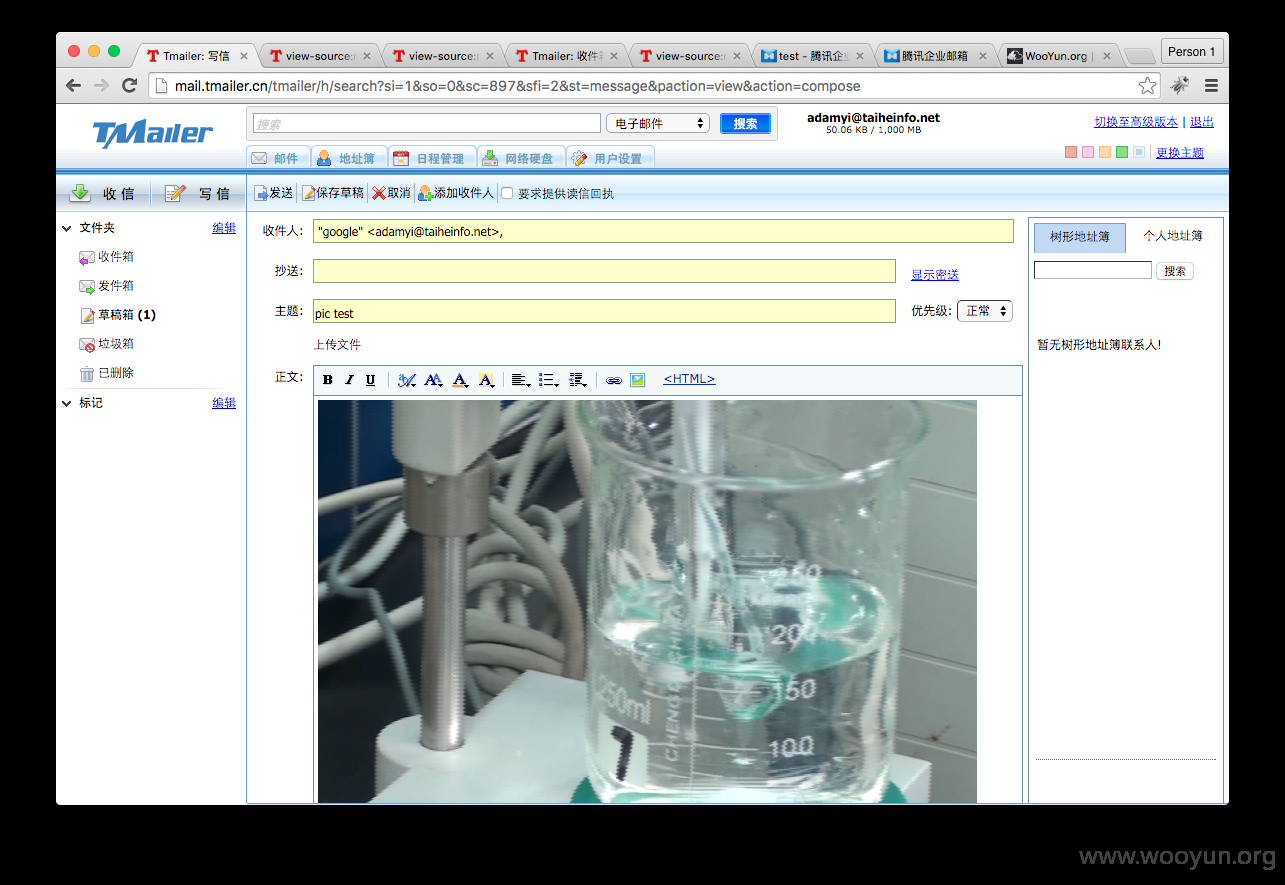 Tmailer: 写信
view-source:r
view-source:r
Tmailer: 收件
view-source:r
test - 腾讯企业
腾讯企业邮箱
WooYun.org |
Person 1
mail.tmailer.cn/tmailer/h/search?si=1&so=0&sc=897&sfi=2&st=message&paction=view&action=compose
TMailer
搜索
电子邮件
搜索
adamyi@taiheinfo.net
50.06 KB / 1,000 MB
切换至高级版本 | 退出
邮件
地址簿
日程管理
网络硬盘
用户设置
更换主题
收 信
写 信
发送
保存草稿
取消
添加收件人
要求提供读信回执
文件夹
编辑
收件箱
发件箱
草稿箱 (1)
垃圾箱
已删除
标记
编辑
收件人:
"google" <adamyi@taiheinfo.net>,
抄送:
显示密送
主题:
pic test
优先级:
正常
上传文件
正文:
B I U
<HTML>
树形地址簿
个人地址簿
搜索
暂无树形地址簿联系人!
250
200
150
100
250ml
7
www.wooyun.org